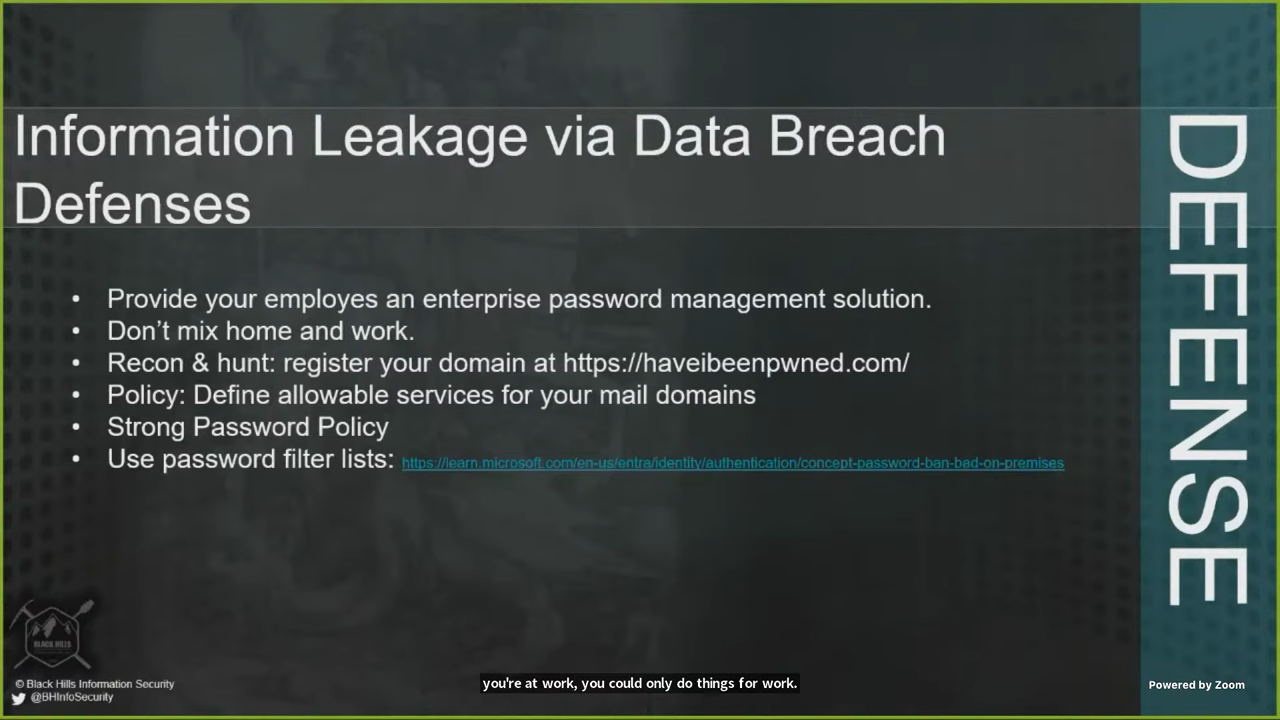 Information Leakage via Data Breach
Defenses
DEFENSE
• Provide your employes an enterprise password management solution.
• Don’t mix home and work.
• Recon & hunt: register your domain at https://haveibeenpwned.com/
• Policy: Define allowable services for your mail domains
• Strong Password Policy
• Use password filter lists: https://learn.microsoft.com/en-us/entra/identity/authentication/concept-password-ban-bad-on-premises
BLACK HILLS
© Black Hills Information Security
@BHInfoSecurity
you're at work, you could only do things for work.
Powered by Zoom